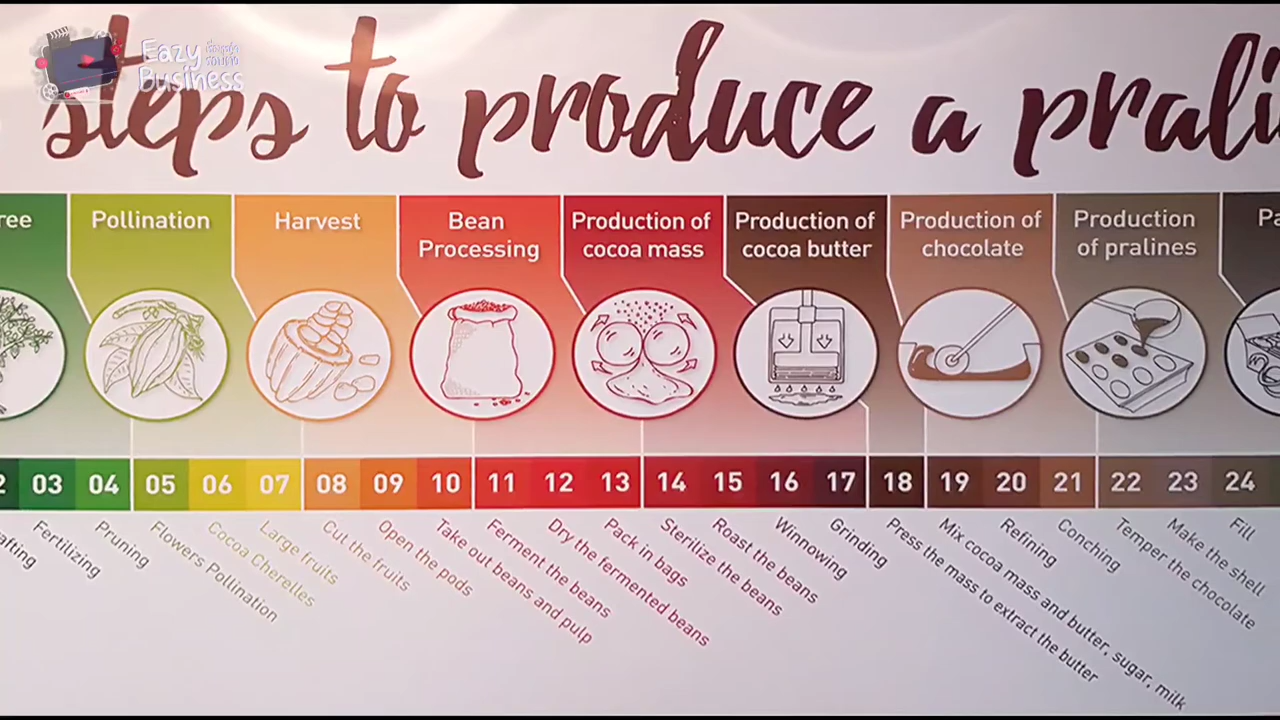 Eazy
Business
steps to produce a prali
ree
Pollination
Harvest
Bean
Processing
Production of
cocoa mass
Production of
cocoa butter
Production of
chocolate
Production
of pralines
Pa
2 03 04 05 06 07 08 09 10 11 12 13 14 15 16 17 18 19 20 21 22 23 24
afting
Fertilizing
Pruning
Flowers Pollination
Cocoa Cherelles
Large fruits
Cut the fruits
Open the pods
Take out beans and pulp
Ferment the beans
Dry the fermented beans
Pack in bags
Sterilize the beans
Roast the beans
Winnowing
Grinding
Press the mass to extract the butter
Mix cocoa mass and butter, sugar, milk
Refining
Conching
Temper the chocolate
Make the shell
Fill